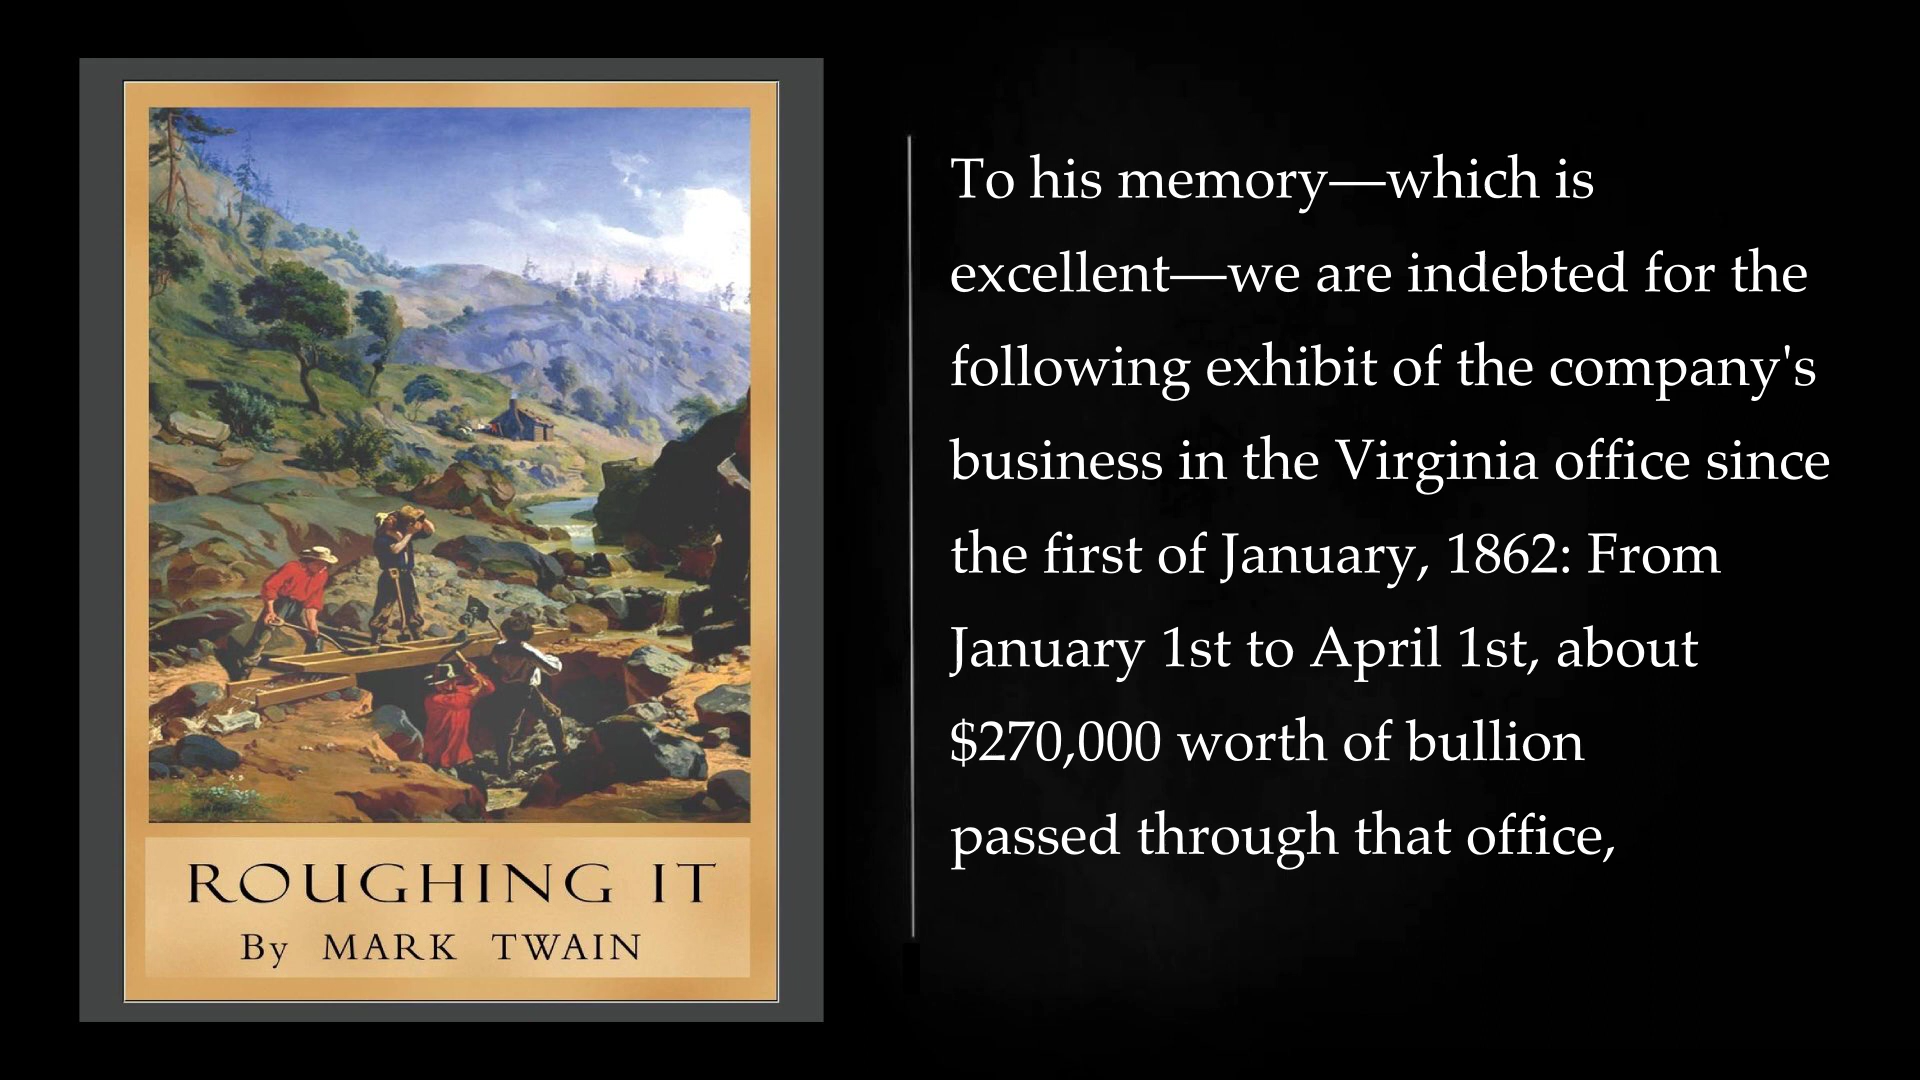 ROUGHING IT
By MARK TWAIN
To his memory—which is
excellent—we are indebted for the
following exhibit of the company's
business in the Virginia office since
the first of January, 1862: From
January 1st to April 1st, about
$270,000 worth of bullion
passed through that office,